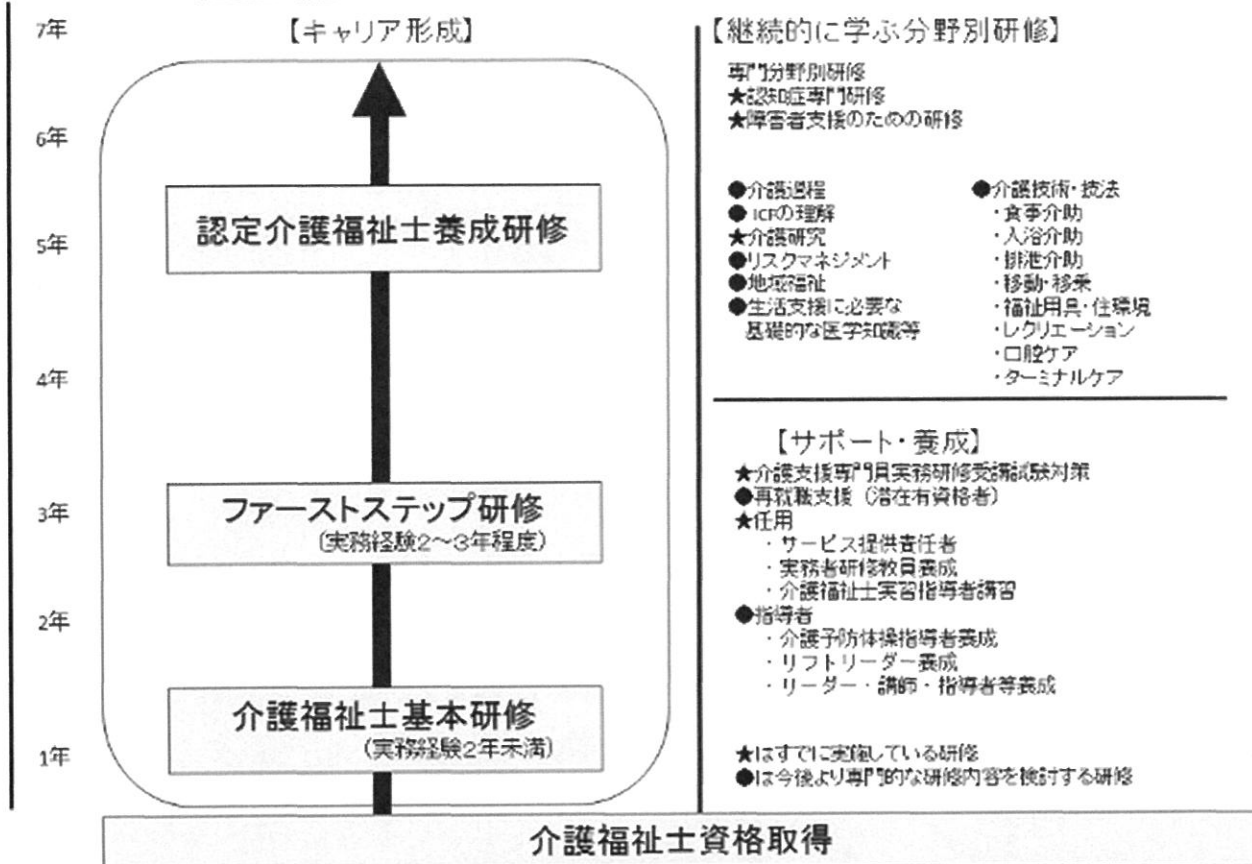 7年
6年
5年
4年
3年
2年
1年
【キャリア形成】
認定介護福祉士養成研修
ファーストステップ研修
(実務経験2～3年程度)
介護福祉士基本研修
(実務経験2年未満)
介護福祉士資格取得
【継続的に学ぶ分野別研修】
専門分野別研修
★認知症専門研修
★障害者支援のための研修
●介護過程
●ICFの理解
★介護研究
●リスクマネジメント
●地域福祉
●生活支援に必要な
基礎的な医学知識等
●介護技術・技法
・食事介助
・入浴介助
・排泄介助
・移動・移乗
・福祉用具・住環境
・レクリエーション
・口腔ケア
・ターミナルケア
【サポート・養成】
★介護支援専門員実務研修受講試験対策
●再就職支援（潜在有資格者）
★任用
・サービス提供責任者
・実務者研修教員養成
・介護福祉士実習指導者講習
●指導者
・介護予防体操指導者養成
・リフトリーダー養成
・リーダー・講師・指導者等養成
★はすでに実施している研修
●は今後より専門的な研修内容を検討する研修